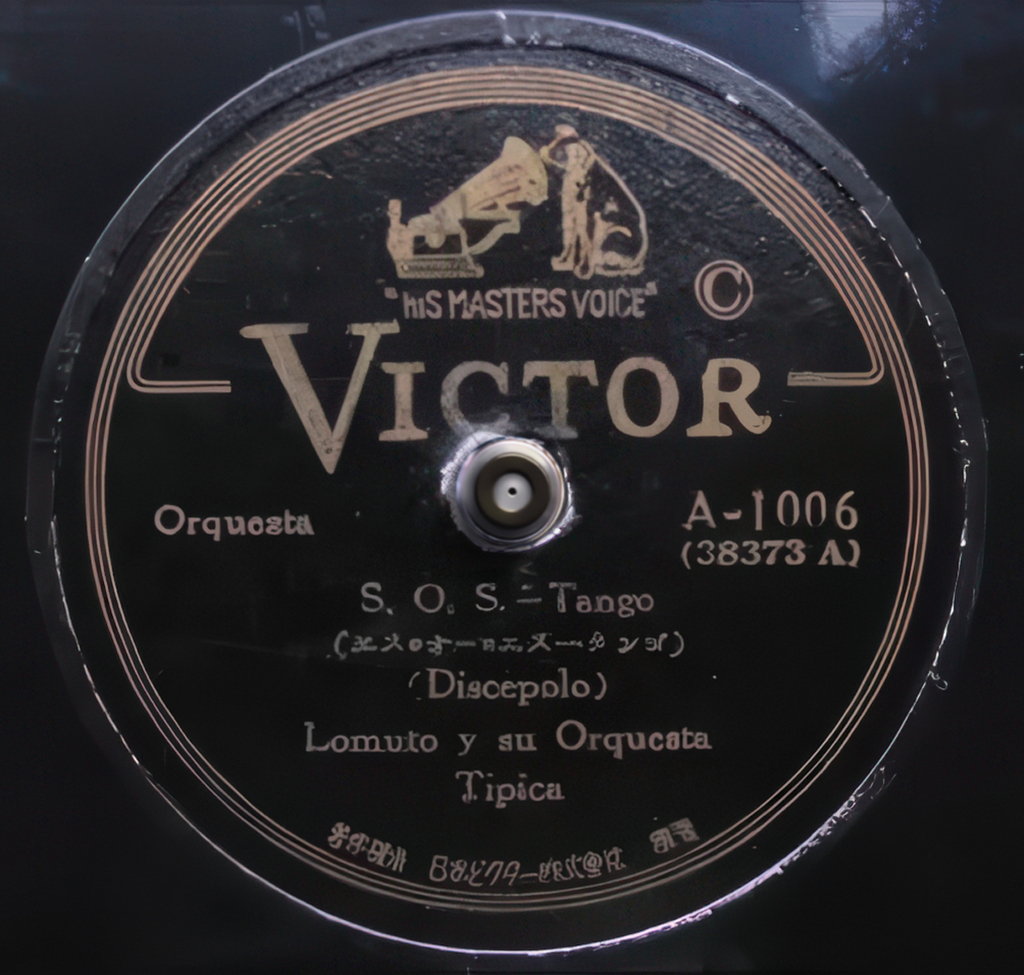 "HIS MASTERS VOICE"
©
VICTOR
Orquesta
A-1006
(38373 A)
S. O. S. - Tango
(Discepolo)
Lomuto y su Orquesta
Tipica